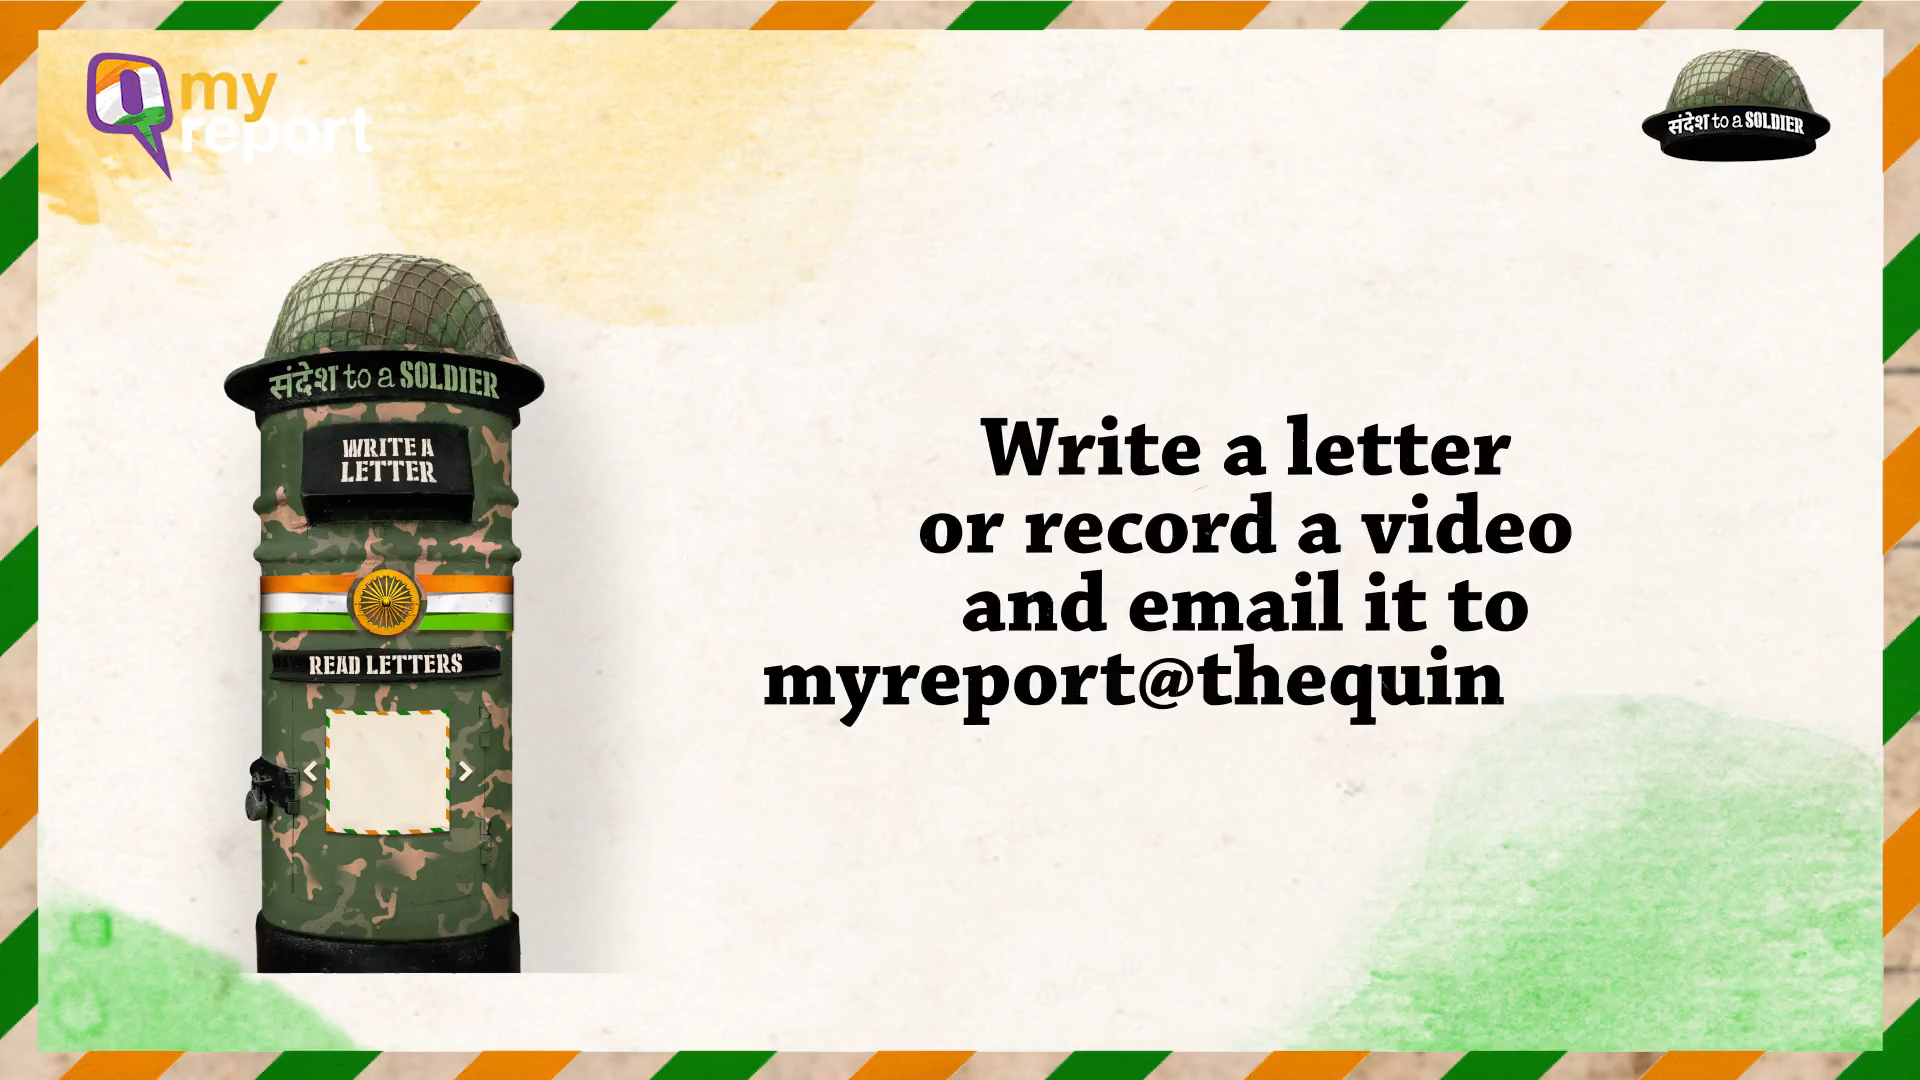 my
report
संदेश to a SOLDIER
संदेश to a SOLDIER
WRITE A
LETTER
READ LETTERS
Write a letter
or record a video
and email it to
myreport@thequin